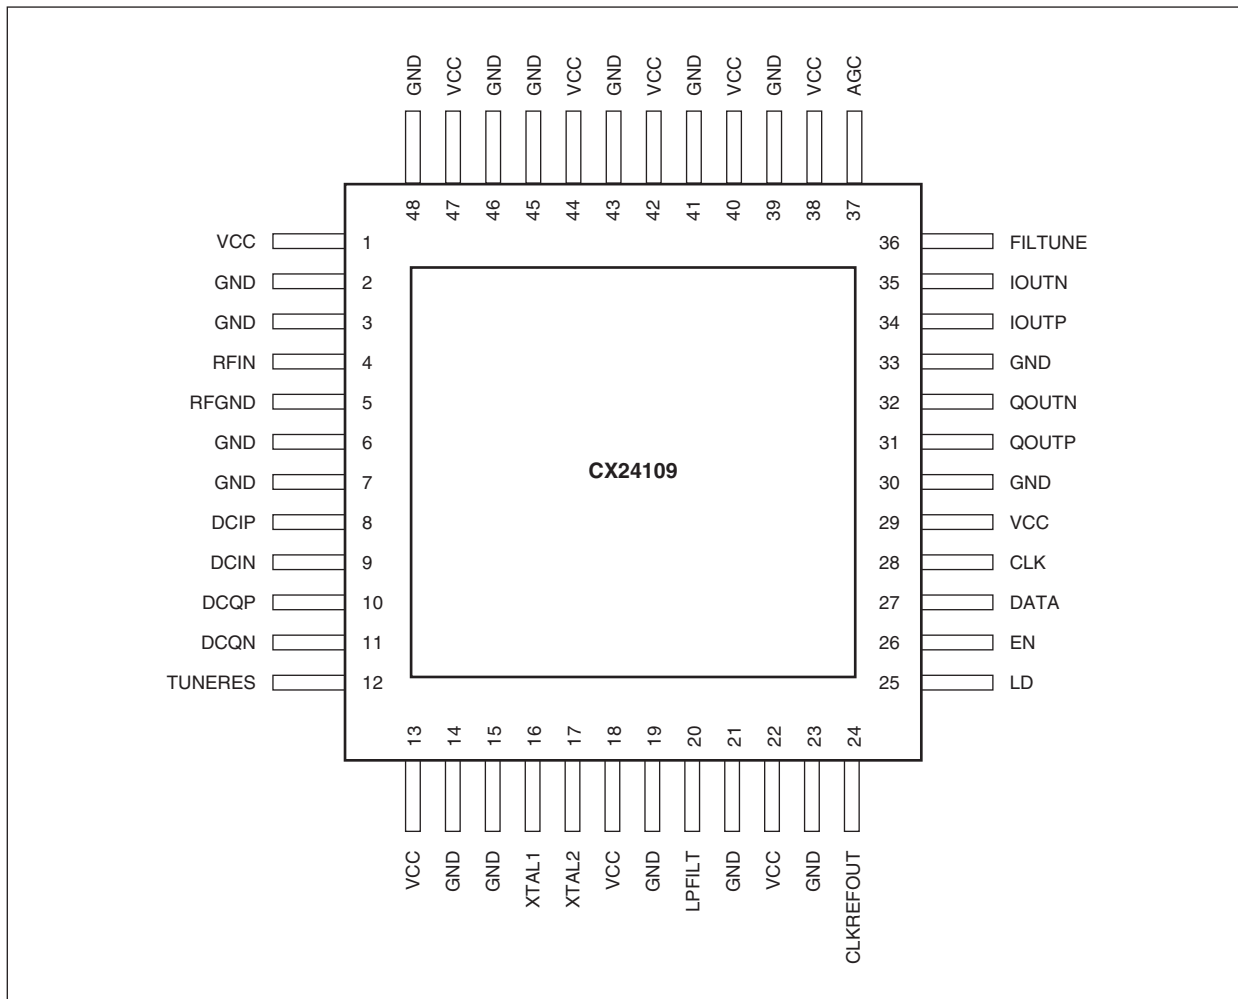 GND VCC GND GND VCC GND VCC GND VCC GND VCC AGC
48 47 46 45 44 43 42 41 40 39 38 37
VCC 1 36 FILTUNE
GND 2 35 IOUTN
GND 3 34 IOUTP
RFIN 4 33 GND
RFGND 5 32 QOUTN
GND 6 31 QOUTP
GND 7 30 GND
CX24109
DCIP 8 29 VCC
DCIN 9 28 CLK
DCQP 10 27 DATA
DCQN 11 26 EN
TUNERES 12 25 LD
13 14 15 16 17 18 19 20 21 22 23 24
VCC GND GND XTAL1 XTAL2 VCC GND LPFILT GND VCC GND CLKREFOUT